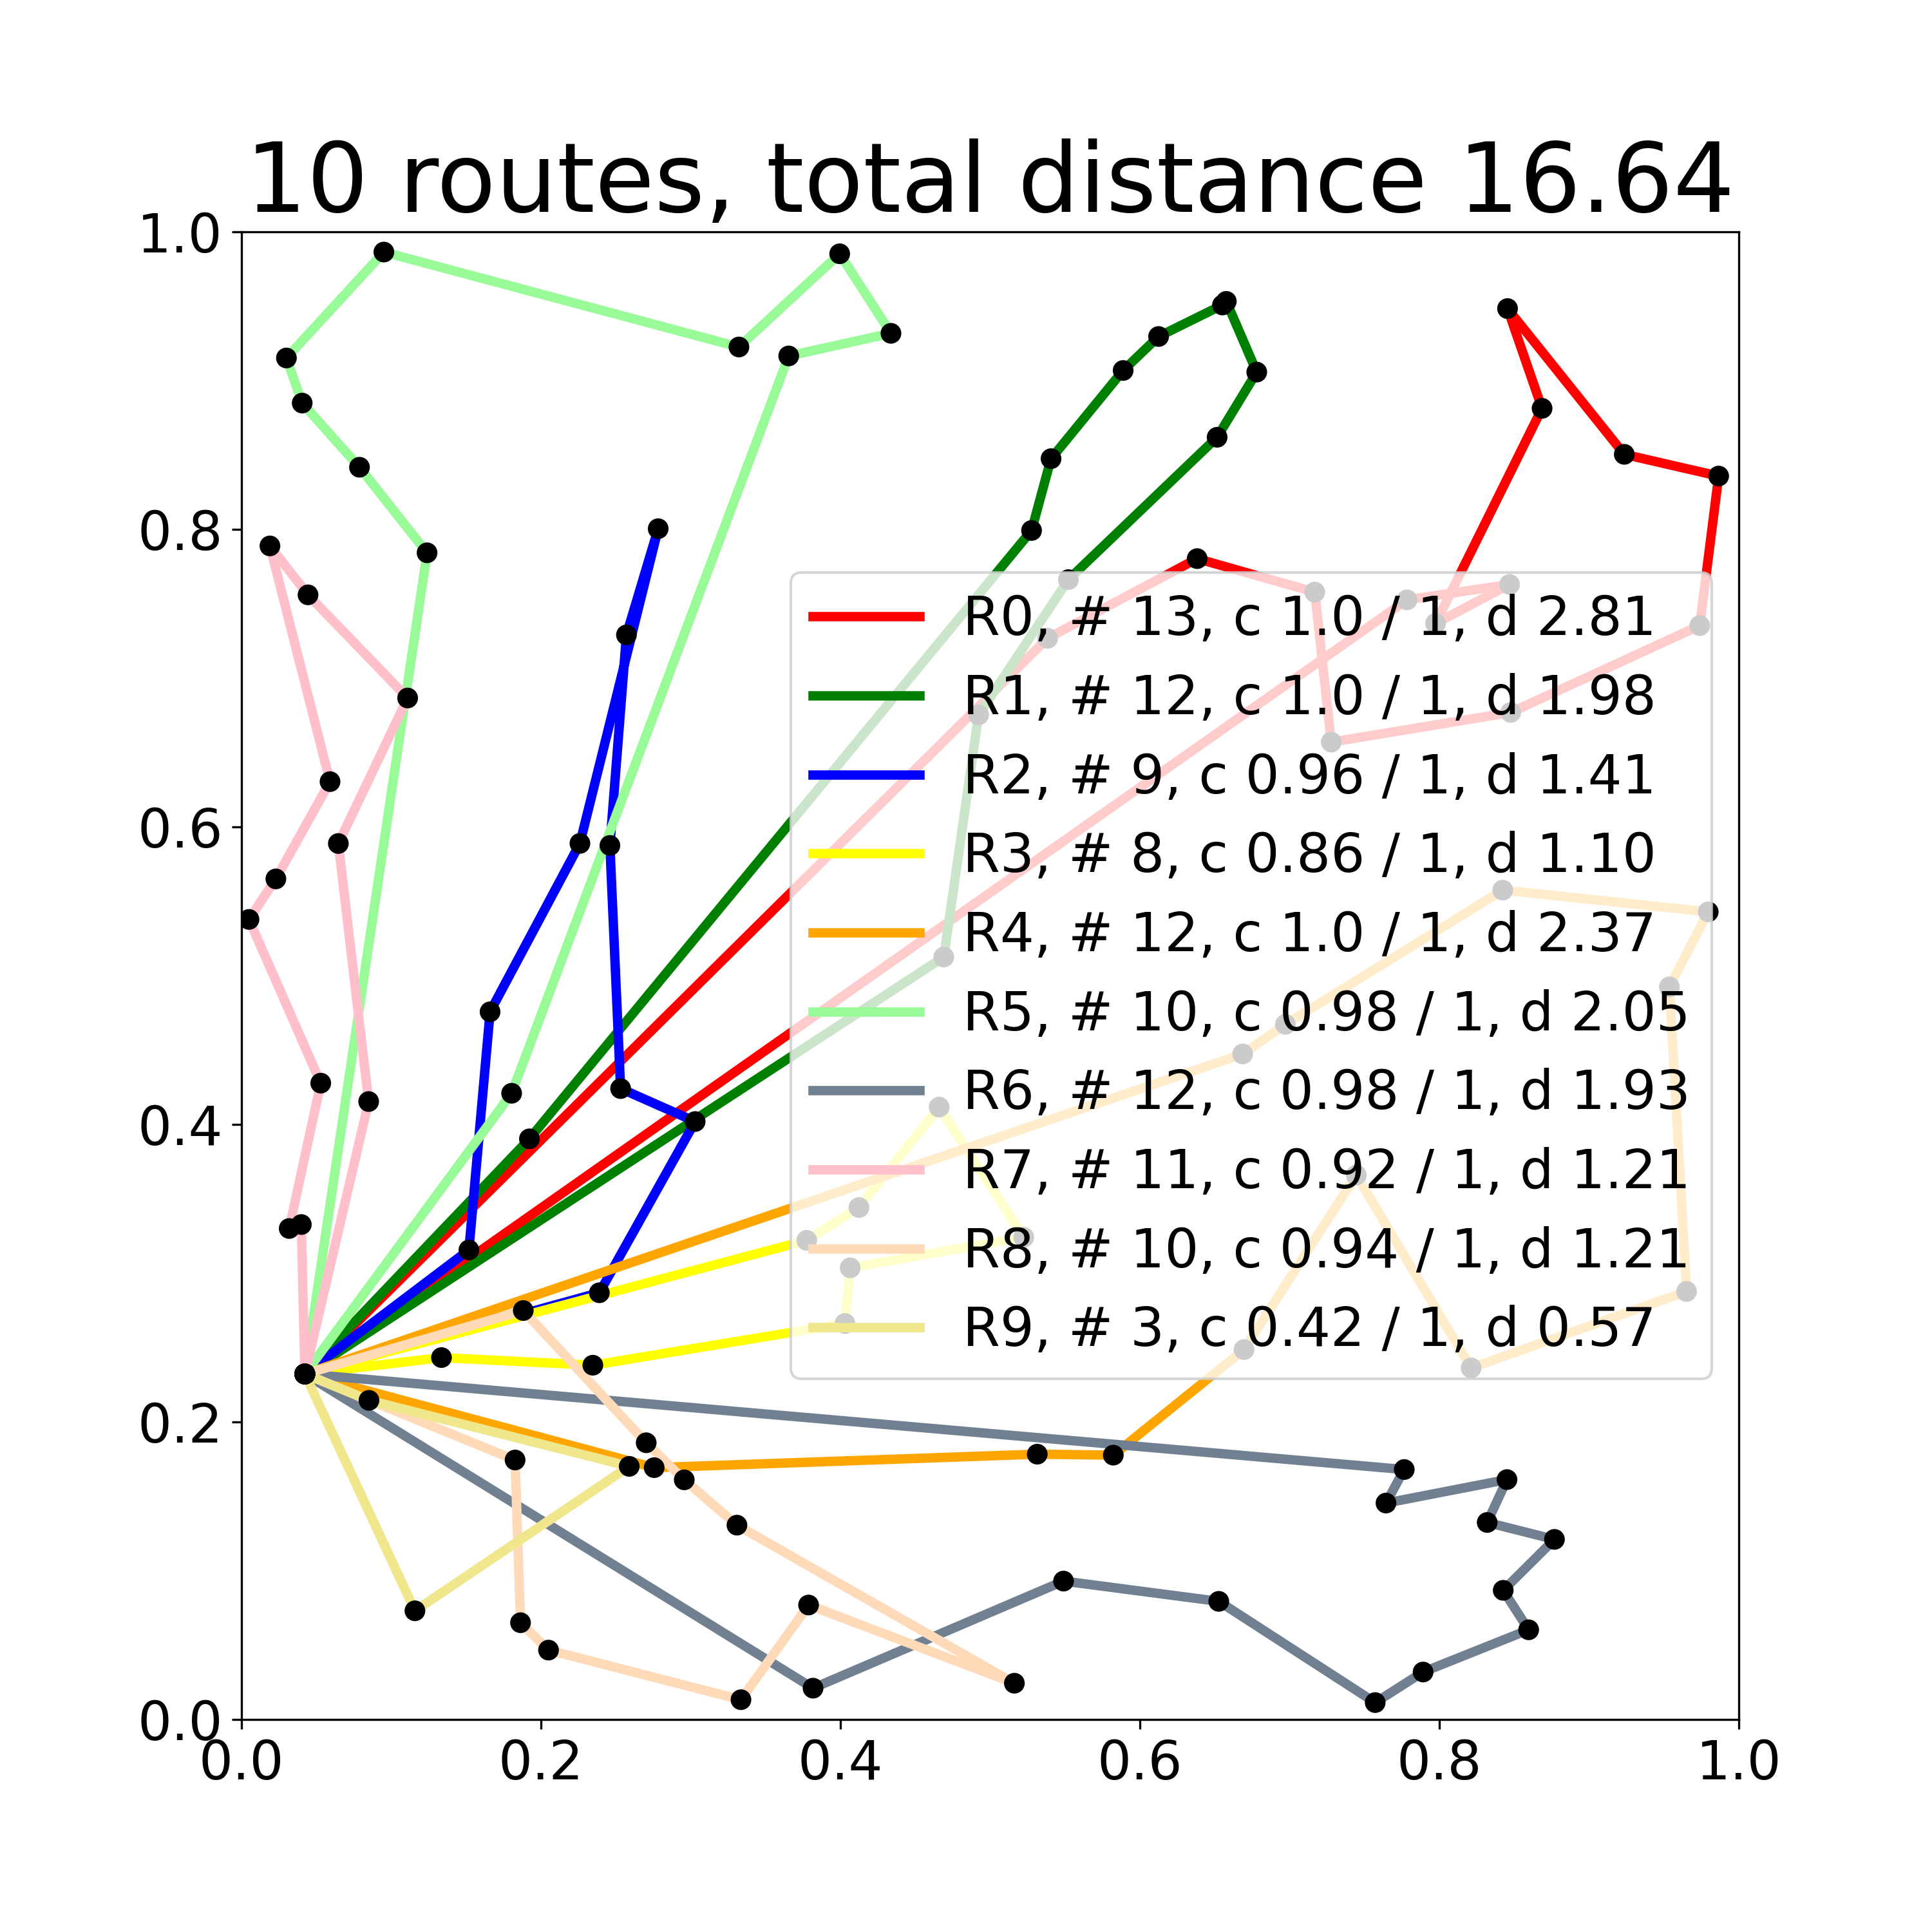 10 routes, total distance 16.64
1.0
0.8
0.6
0.4
0.2
0.0
0.0 0.2 0.4 0.6 0.8 1.0
R0, # 13, c 1.0 / 1, d 2.81
R1, # 12, c 1.0 / 1, d 1.98
R2, # 9, c 0.96 / 1, d 1.41
R3, # 8, c 0.86 / 1, d 1.10
R4, # 12, c 1.0 / 1, d 2.37
R5, # 10, c 0.98 / 1, d 2.05
R6, # 12, c 0.98 / 1, d 1.93
R7, # 11, c 0.92 / 1, d 1.21
R8, # 10, c 0.94 / 1, d 1.21
R9, # 3, c 0.42 / 1, d 0.57